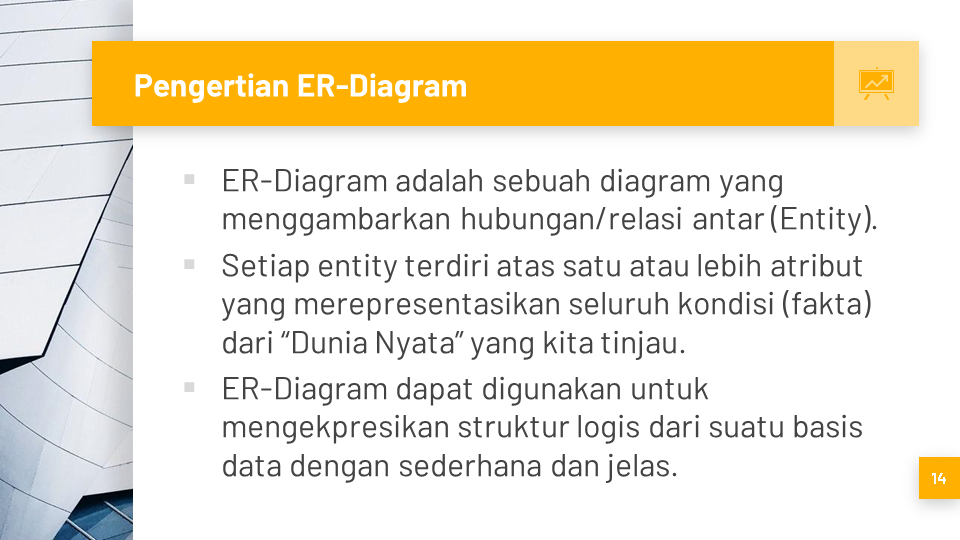 Pengertian ER-Diagram
ER-Diagram adalah sebuah diagram yang
menggambarkan hubungan/relasi antar (Entity).
Setiap entity terdiri atas satu atau lebih atribut
yang merepresentasikan seluruh kondisi (fakta)
dari “Dunia Nyata” yang kita tinjau.
ER-Diagram dapat digunakan untuk
mengekpresikan struktur logis dari suatu basis
data dengan sederhana dan jelas.
14